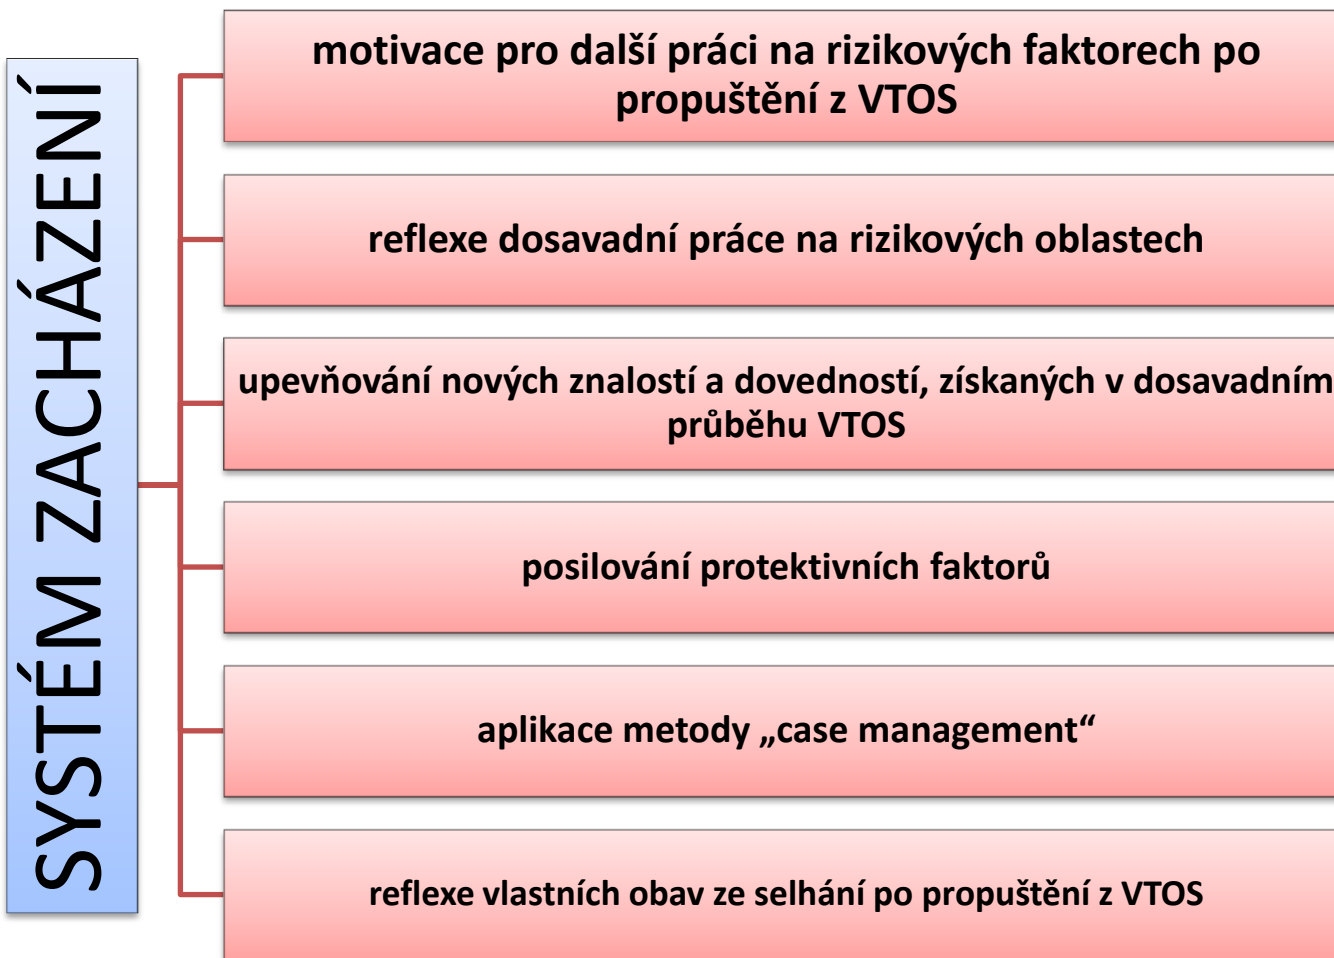 SYSTÉM ZACHÁZENÍ
motivace pro další práci na rizikových faktorech po
propuštění z VTOS
reflexe dosavadní práce na rizikových oblastech
upevňování nových znalostí a dovedností, získaných v dosavadním
průběhu VTOS
posilování protektivních faktorů
aplikace metody „case management“
reflexe vlastních obav ze selhání po propuštění z VTOS